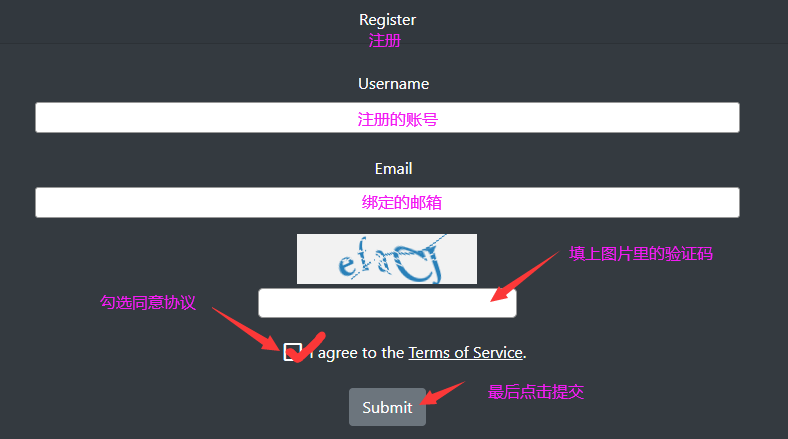 Register
注册
Username
注册的账号
Email
绑定的邮箱
填上图片里的验证码
勾选同意协议
I agree to the Terms of Service.
Submit
最后点击提交